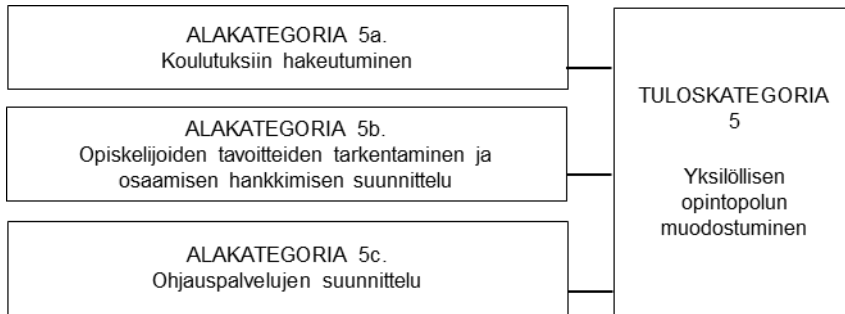 ALAKATEGORIA 5a.
Koulutuksiin hakeutuminen
ALAKATEGORIA 5b.
Opiskelijoiden tavoitteiden tarkentaminen ja
osaamisen hankkimisen suunnittelu
ALAKATEGORIA 5c.
Ohjauspalvelujen suunnittelu
TULOSKATEGORIA
5
Yksilöllisen
opintopolun
muodostuminen